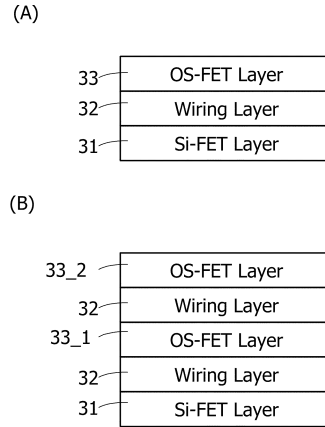 (A)
33 OS-FET Layer
32 Wiring Layer
31 Si-FET Layer
(B)
33_2 OS-FET Layer
32 Wiring Layer
33_1 OS-FET Layer
32 Wiring Layer
31 Si-FET Layer